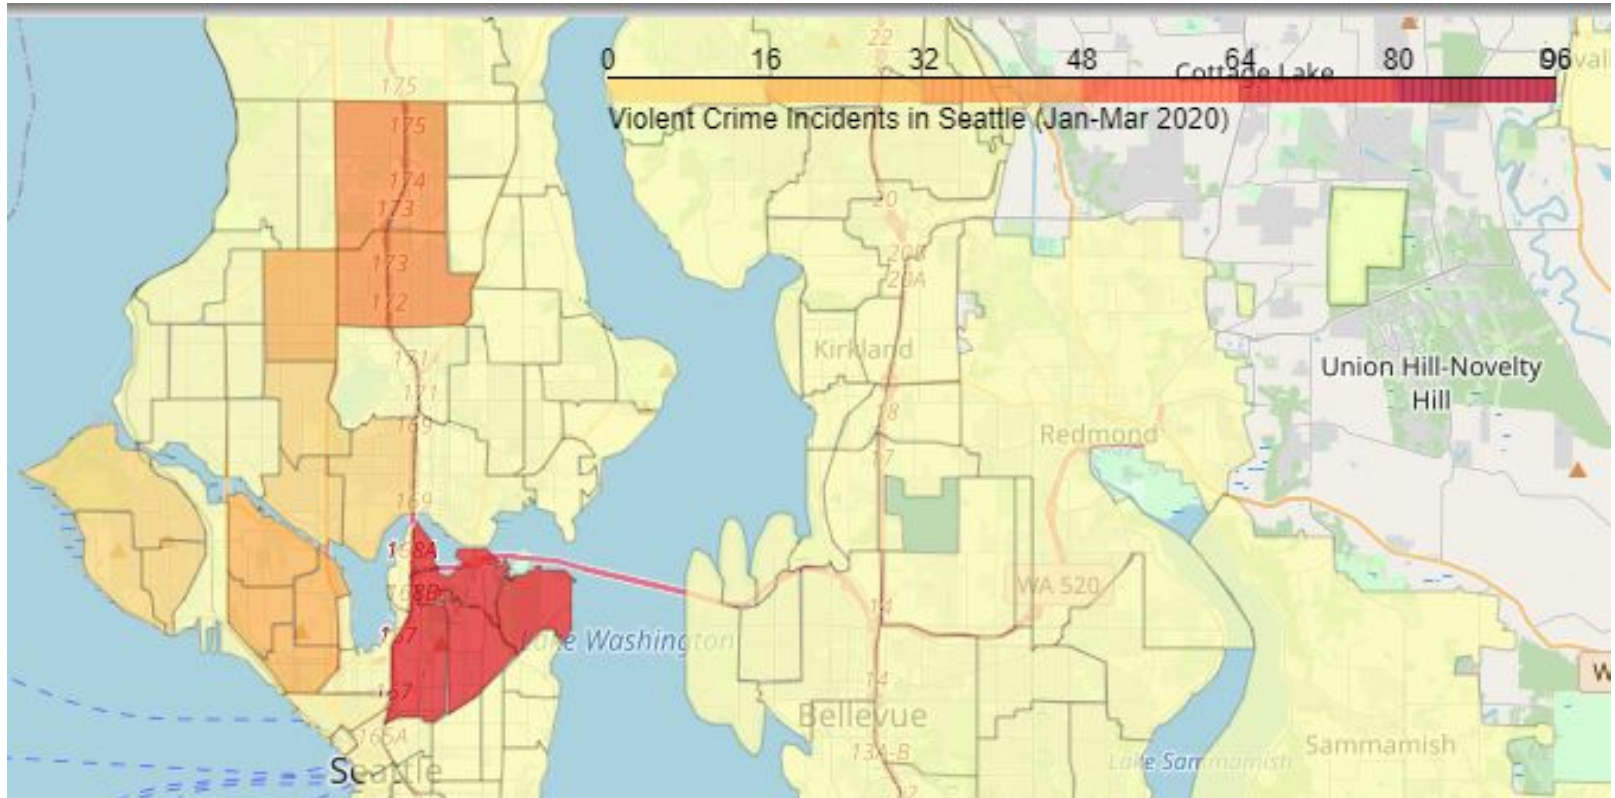 22
0 16 32 48 64 80 96
Cottage Lake
Violent Crime Incidents in Seattle (Jan-Mar 2020)
175
175
174
20
173
173
20B
20A
172
171
Kirkland
171
Union Hill-Novelty
Hill
18
169
Redmond
17
169
168A
WA 520
168B
14
167
Lake Washington
14
167
Bellevue
165A
13A-B
Sammamish
Seattle
Lake Sammamish